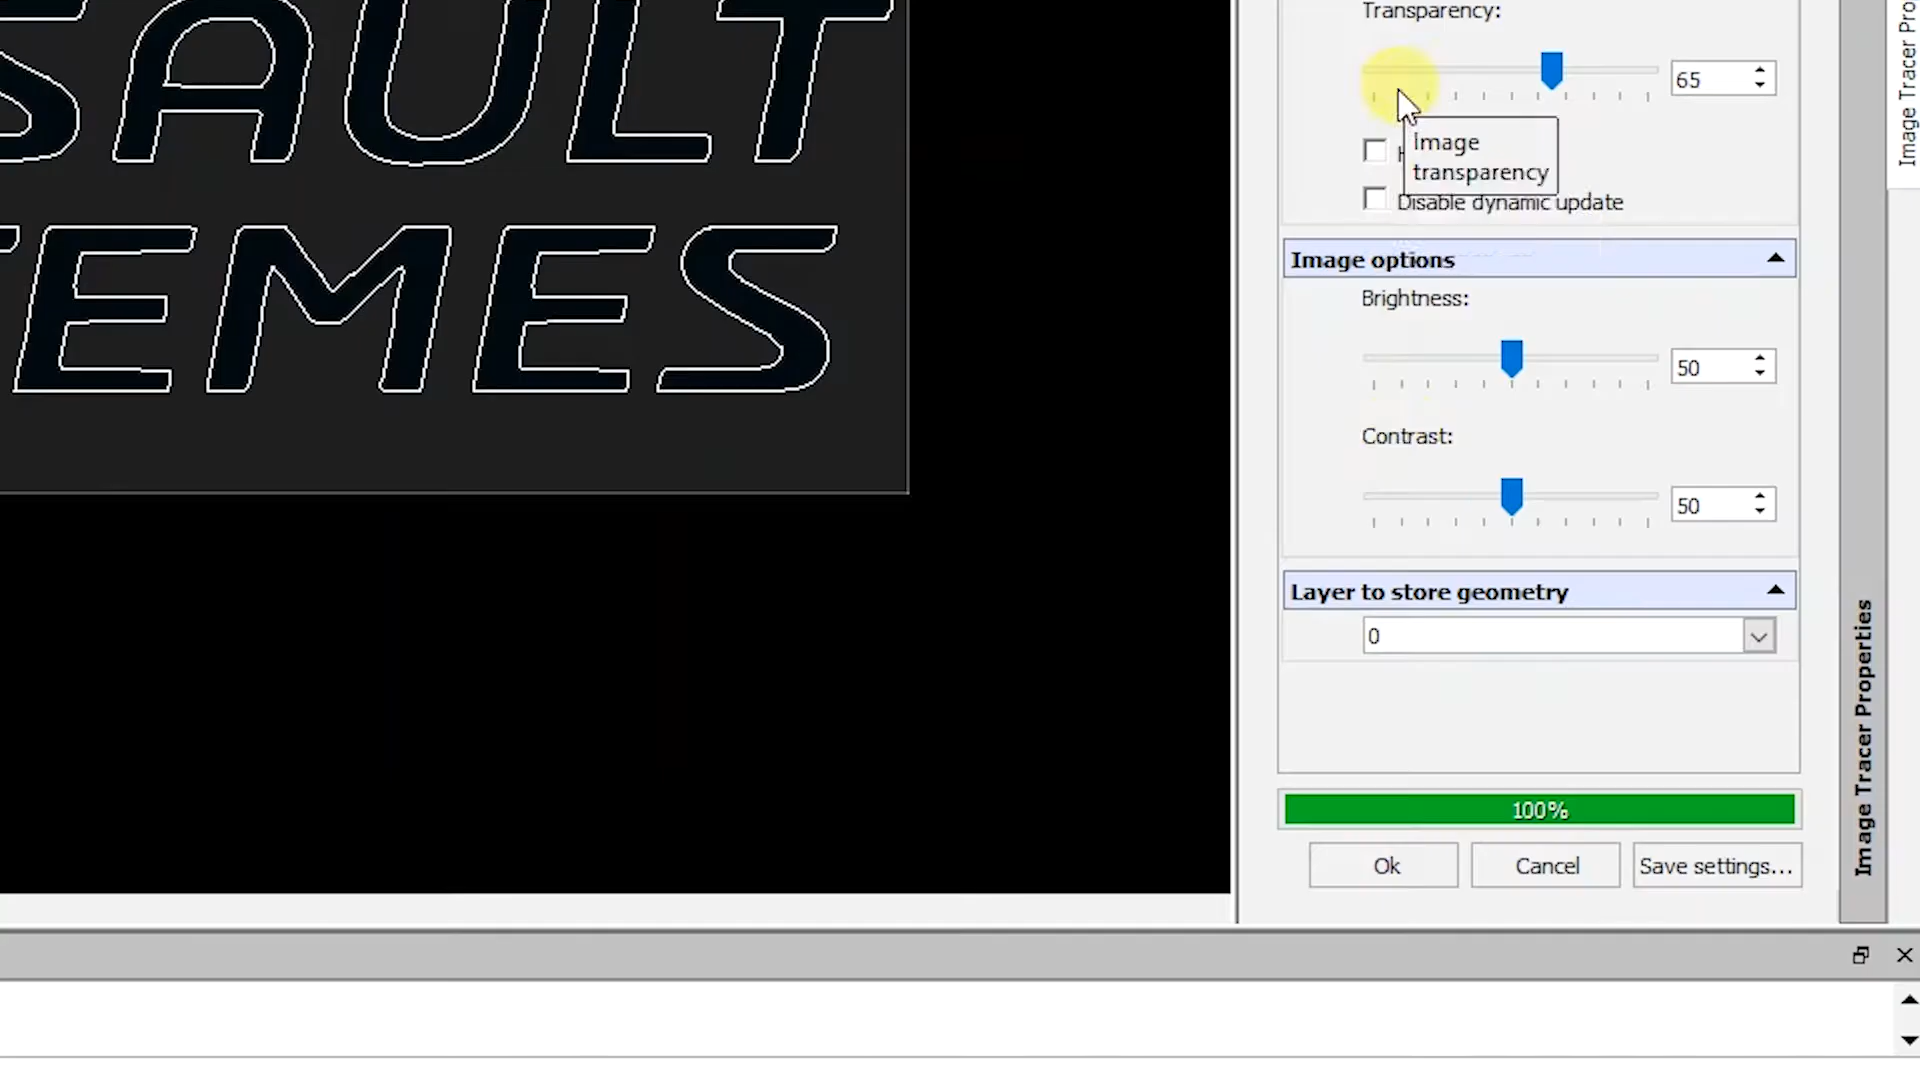 SAULT
TEMES
Transparency:
65
Image
transparency
Disable dynamic update
Image options
Brightness:
50
Contrast:
50
Layer to store geometry
0
100%
Ok
Cancel
Save settings...
Image Tracer Pro
Image Tracer Properties